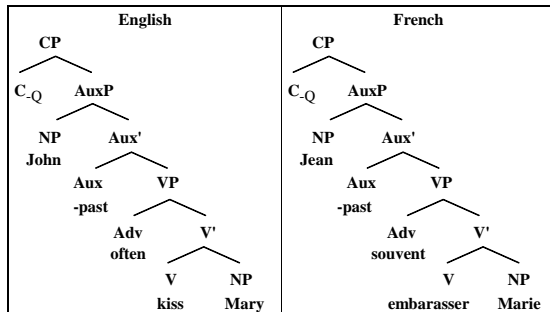 English
CP
C-Q AuxP
NP Aux'
John
Aux VP
-past
Adv V'
often
V NP
kiss Mary
French
CP
C-Q AuxP
NP Aux'
Jean
Aux VP
-past
Adv V'
souvent
V NP
embarasser Marie